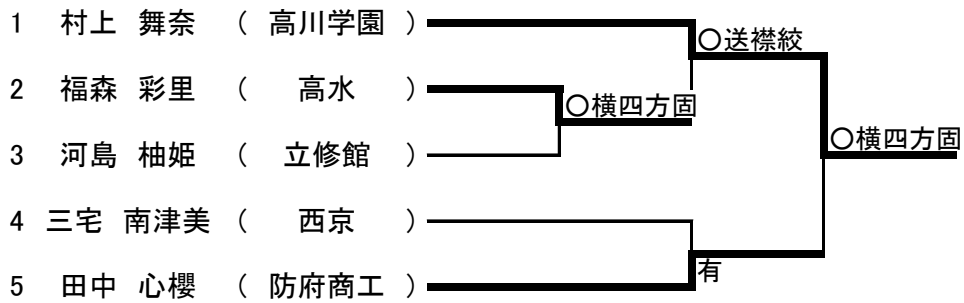 1 村上 舞奈 ( 高川学園 )
〇送襟絞
2 福森 彩里 ( 高水 )
〇横四方固
3 河島 柚姫 ( 立修館 )
〇横四方固
4 三宅 南津美 ( 西京 )
有
5 田中 心櫻 ( 防府商工 )